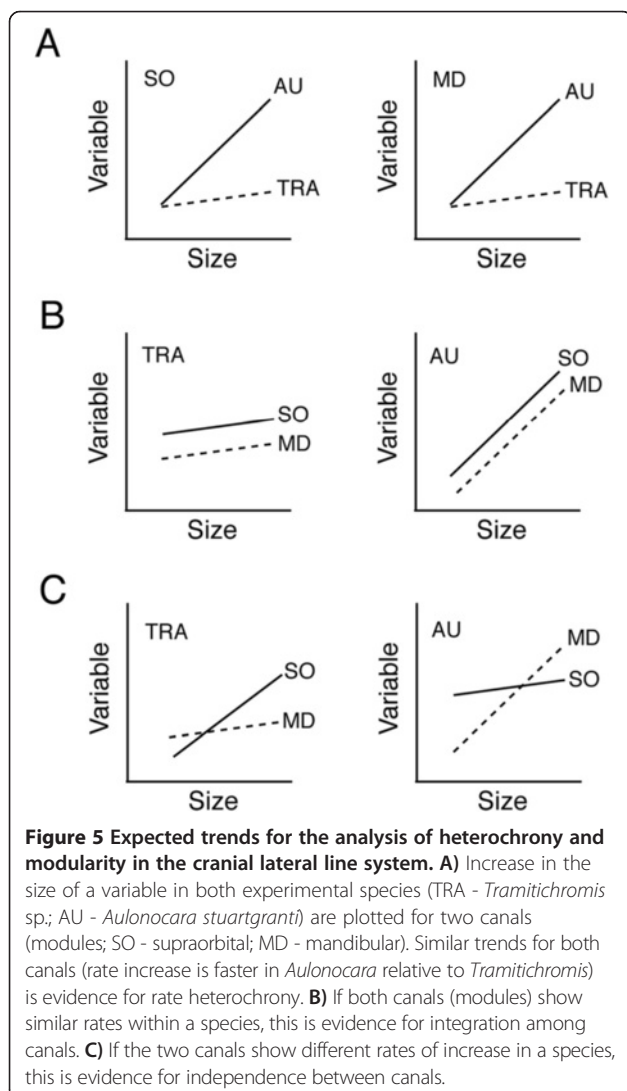 A
SO
AU
TRA
Variable
Size
MD
AU
TRA
Variable
Size
B
TRA
SO
MD
Variable
Size
AU
SO
MD
Variable
Size
C
TRA
SO
MD
Variable
Size
AU
MD
SO
Variable
Size
Figure 5 Expected trends for the analysis of heterochrony and
modularity in the cranial lateral line system. A) Increase in the
size of a variable in both experimental species (TRA - Tramitichromis
sp.; AU - Aulonocara stuartgranti) are plotted for two canals
(modules; SO - supraorbital; MD - mandibular). Similar trends for both
canals (rate increase is faster in Aulonocara relative to Tramitichromis)
is evidence for rate heterochrony. B) If both canals (modules) show
similar rates within a species, this is evidence for integration among
canals. C) If the two canals show different rates of increase in a species,
this is evidence for independence between canals.